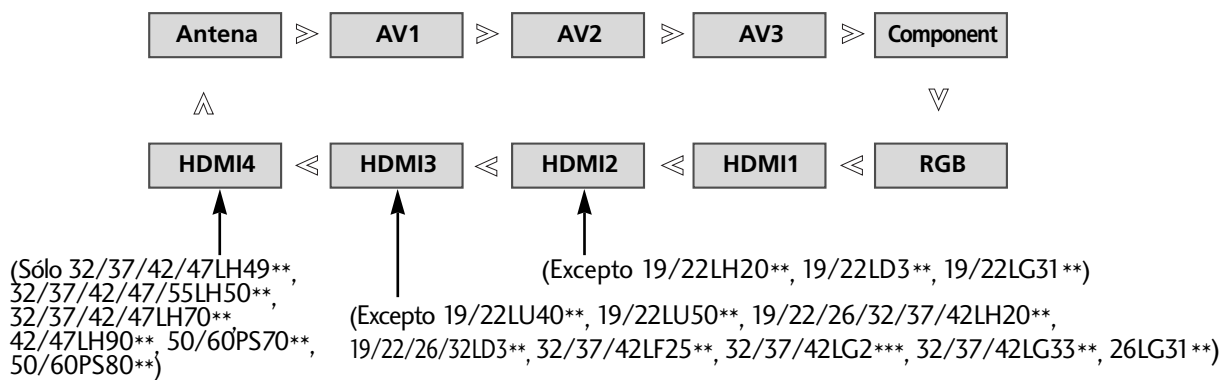 Antena AV1 AV2 AV3 Component
HDMI4 HDMI3 HDMI2 HDMI1 RGB
(Sólo 32/37/42/47LH49**,
32/37/42/47/55LH50**,
32/37/42/47LH70**,
42/47LH90**, 50/60PS70**,
50/60PS80**)
(Excepto 19/22LH20**, 19/22LD3**, 19/22LG31**)
(Excepto 19/22LU40**, 19/22LU50**, 19/22/26/32/37/42LH20**,
19/22/26/32LD3**, 32/37/42LF25**, 32/37/42LG2***, 32/37/42LG33**, 26LG31**)